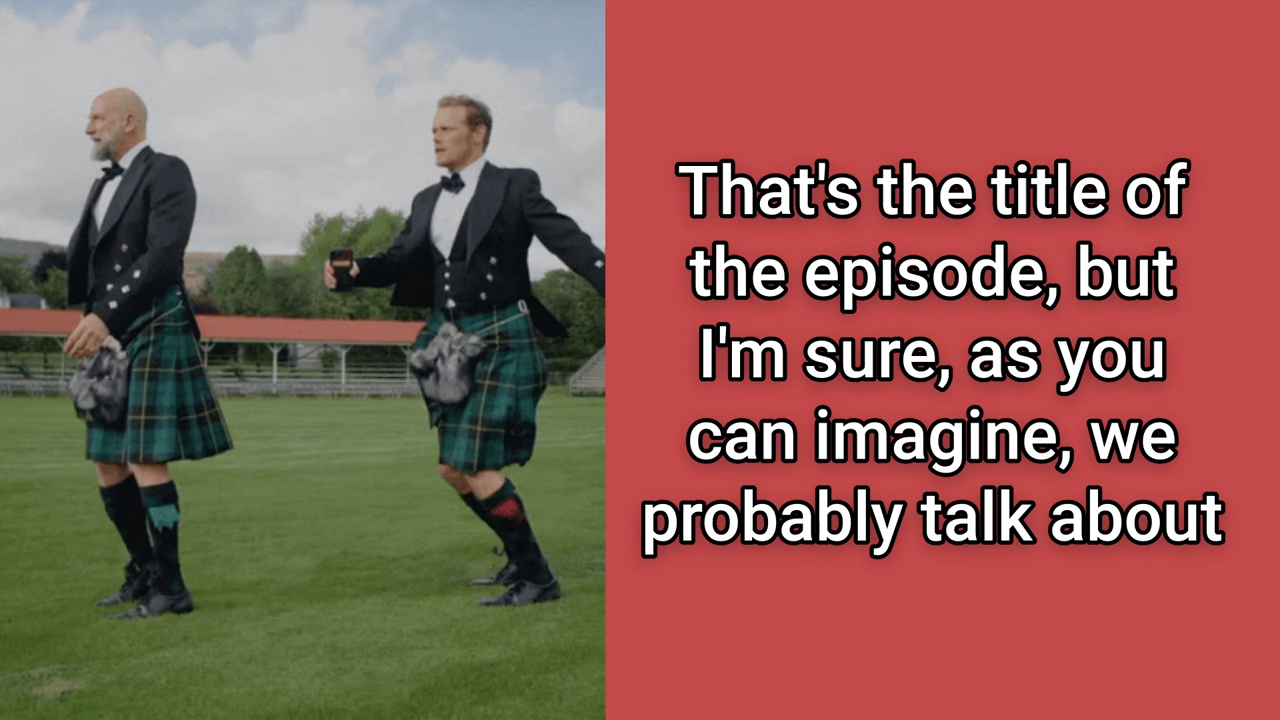 That's the title of
the episode, but
I'm sure, as you
can imagine, we
probably talk about